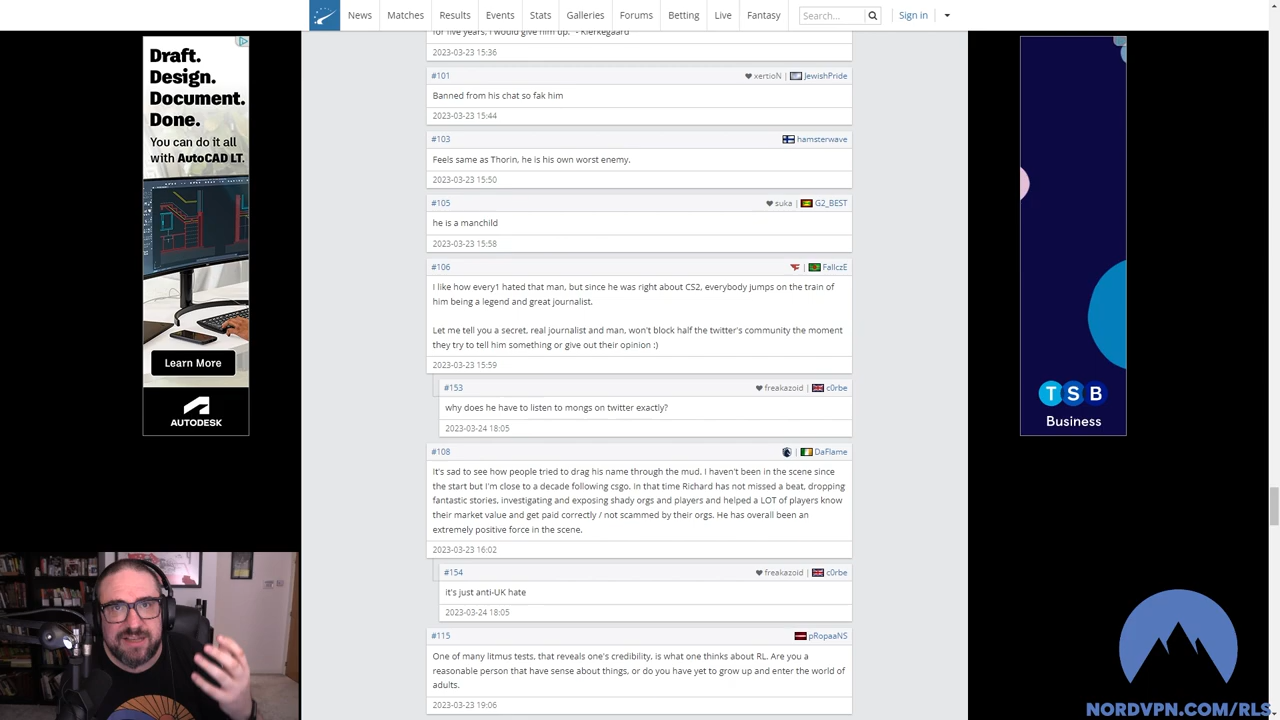 News Matches Results Events Stats Galleries Forums Betting Live Fantasy Search... Sign in
for five years, I would give him up." - Kierkegaard
2023-03-23 15:36
#101 xertioN | JewishPride
Banned from his chat so fak him
2023-03-23 15:44
#103 hamsterwave
Feels same as Thorin, he is his own worst enemy.
2023-03-23 15:50
#105 suka | G2_BEST
he is a manchild
2023-03-23 15:58
#106 | FallczE
I like how every1 hated that man, but since he was right about CS2, everybody jumps on the train of
him being a legend and great journalist.
Let me tell you a secret, real journalist and man, won't block half the twitter's community the moment
they try to tell him something or give out their opinion :)
2023-03-23 15:59
#153 freakazoid | c0rbe
why does he have to listen to mongs on twitter exactly?
2023-03-24 18:05
#108 | DaFlarne
It's sad to see how people tried to drag his name through the mud. I haven't been in the scene since
the start but I'm close to a decade following csgo. In that time Richard has not missed a beat, dropping
fantastic stories, investigating and exposing shady orgs and players and helped a LOT of players know
their market value and get paid correctly / not scammed by their orgs. He has overall been an
extremely positive force in the scene.
2023-03-23 16:02
#154 freakazoid | c0rbe
it's just anti-UK hate
2023-03-24 18:05
#115 pRopaaNS
One of many litmus tests, that reveals one's credibility, is what one thinks about RL. Are you a
reasonable person that have sense about things, or do you have yet to grow up and enter the world of
adults.
2023-03-23 19:06
Draft.
Design.
Document.
Done.
You can do it all
with AutoCAD LT.
Learn More
AUTODESK
T S B
Business
NORDVPN.COM/RLS